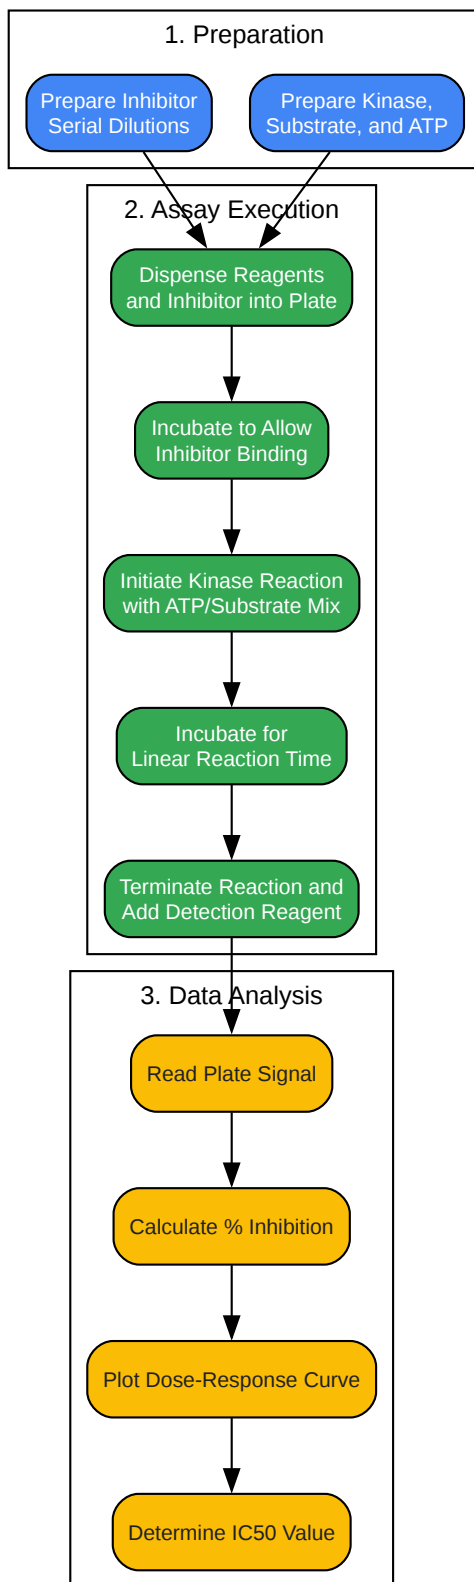 1. Preparation
Prepare Inhibitor
Serial Dilutions
Prepare Kinase,
Substrate, and ATP
2. Assay Execution
Dispense Reagents
and Inhibitor into Plate
Incubate to Allow
Inhibitor Binding
Initiate Kinase Reaction
with ATP/Substrate Mix
Incubate for
Linear Reaction Time
Terminate Reaction and
Add Detection Reagent
3. Data Analysis
Read Plate Signal
Calculate % Inhibition
Plot Dose-Response Curve
Determine IC50 Value